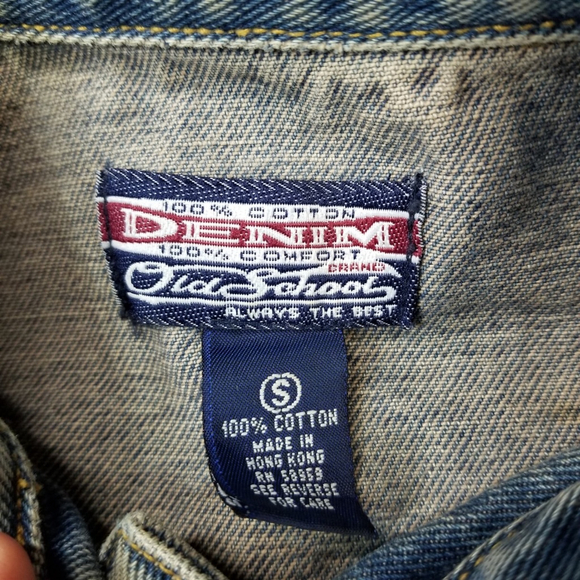 100% COTTON
DENIM
100% COMFORT
BRAND
Old School
ALWAYS THE BEST
S
100% COTTON
MADE IN
HONG KONG
RN 58959
SEE REVERSE
FOR CARE